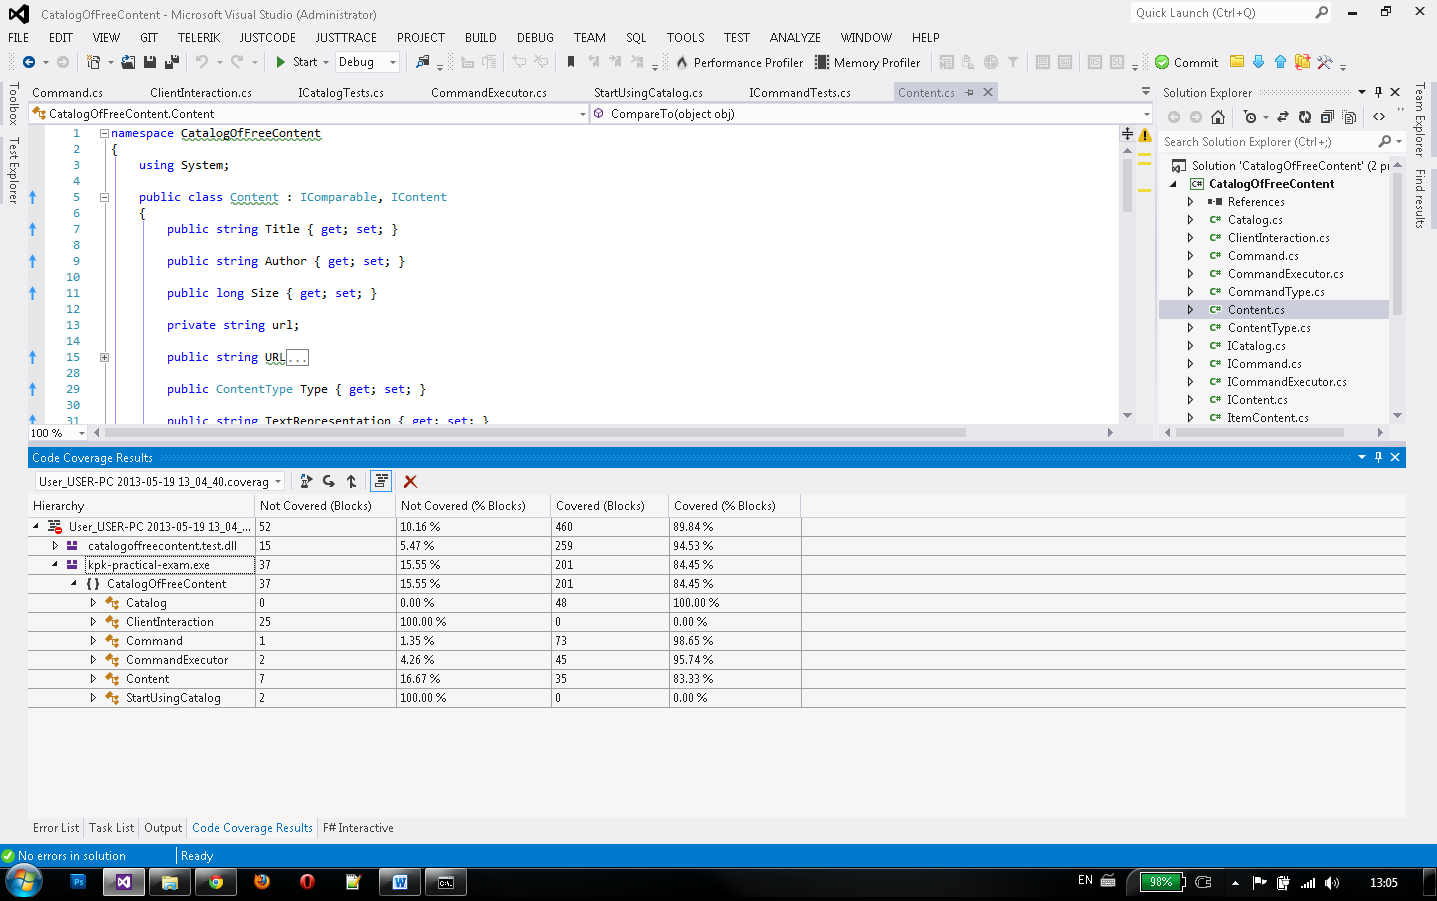 CatalogOfFreeContent - Microsoft Visual Studio (Administrator)
Quick Launch (Ctrl+Q)
FILE EDIT VIEW GIT TELERIK JUSTCODE JUSTTRACE PROJECT BUILD DEBUG TEAM SQL TOOLS TEST ANALYZE WINDOW HELP
Start Debug Performance Profiler Memory Profiler Commit
Toolbox
Test Explorer
Command.cs ClientInteraction.cs ICatalogTests.cs CommandExecutor.cs StartUsingCatalog.cs ICommandTests.cs Content.cs
CatalogOfFreeContent.Content CompareTo(object obj)
1 namespace CatalogOfFreeContent
2 {
3 using System;
4
5 public class Content : IComparable, IContent
6 {
7 public string Title { get; set; }
8
9 public string Author { get; set; }
10
11 public long Size { get; set; }
12
13 private string url;
14
15 public string URL...
28
29 public ContentType Type { get; set; }
30
31 public string TextRepresentation { get; set; }
100 %
Solution Explorer
Search Solution Explorer (Ctrl+;)
Solution 'CatalogOfFreeContent' (2 pr
C# CatalogOfFreeContent
References
C# Catalog.cs
C# ClientInteraction.cs
C# Command.cs
C# CommandExecutor.cs
C# CommandType.cs
C# Content.cs
C# ContentType.cs
C# ICatalog.cs
C# ICommand.cs
C# ICommandExecutor.cs
C# IContent.cs
C# ItemContent.cs
Team Explorer
Find results
Code Coverage Results
User_USER-PC 2013-05-19 13_04_40.coverag
Hierarchy Not Covered (Blocks) Not Covered (% Blocks) Covered (Blocks) Covered (% Blocks)
User_USER-PC 2013-05-19 13_04_... 52 10.16 % 460 89.84 %
catalogoffreecontent.test.dll 15 5.47 % 259 94.53 %
kpk-practical-exam.exe 37 15.55 % 201 84.45 %
{ } CatalogOfFreeContent 37 15.55 % 201 84.45 %
Catalog 0 0.00 % 48 100.00 %
ClientInteraction 25 100.00 % 0 0.00 %
Command 1 1.35 % 73 98.65 %
CommandExecutor 2 4.26 % 45 95.74 %
Content 7 16.67 % 35 83.33 %
StartUsingCatalog 2 100.00 % 0 0.00 %
Error List Task List Output Code Coverage Results F# Interactive
No errors in solution Ready
Ps W C:\. EN 98% 13:05